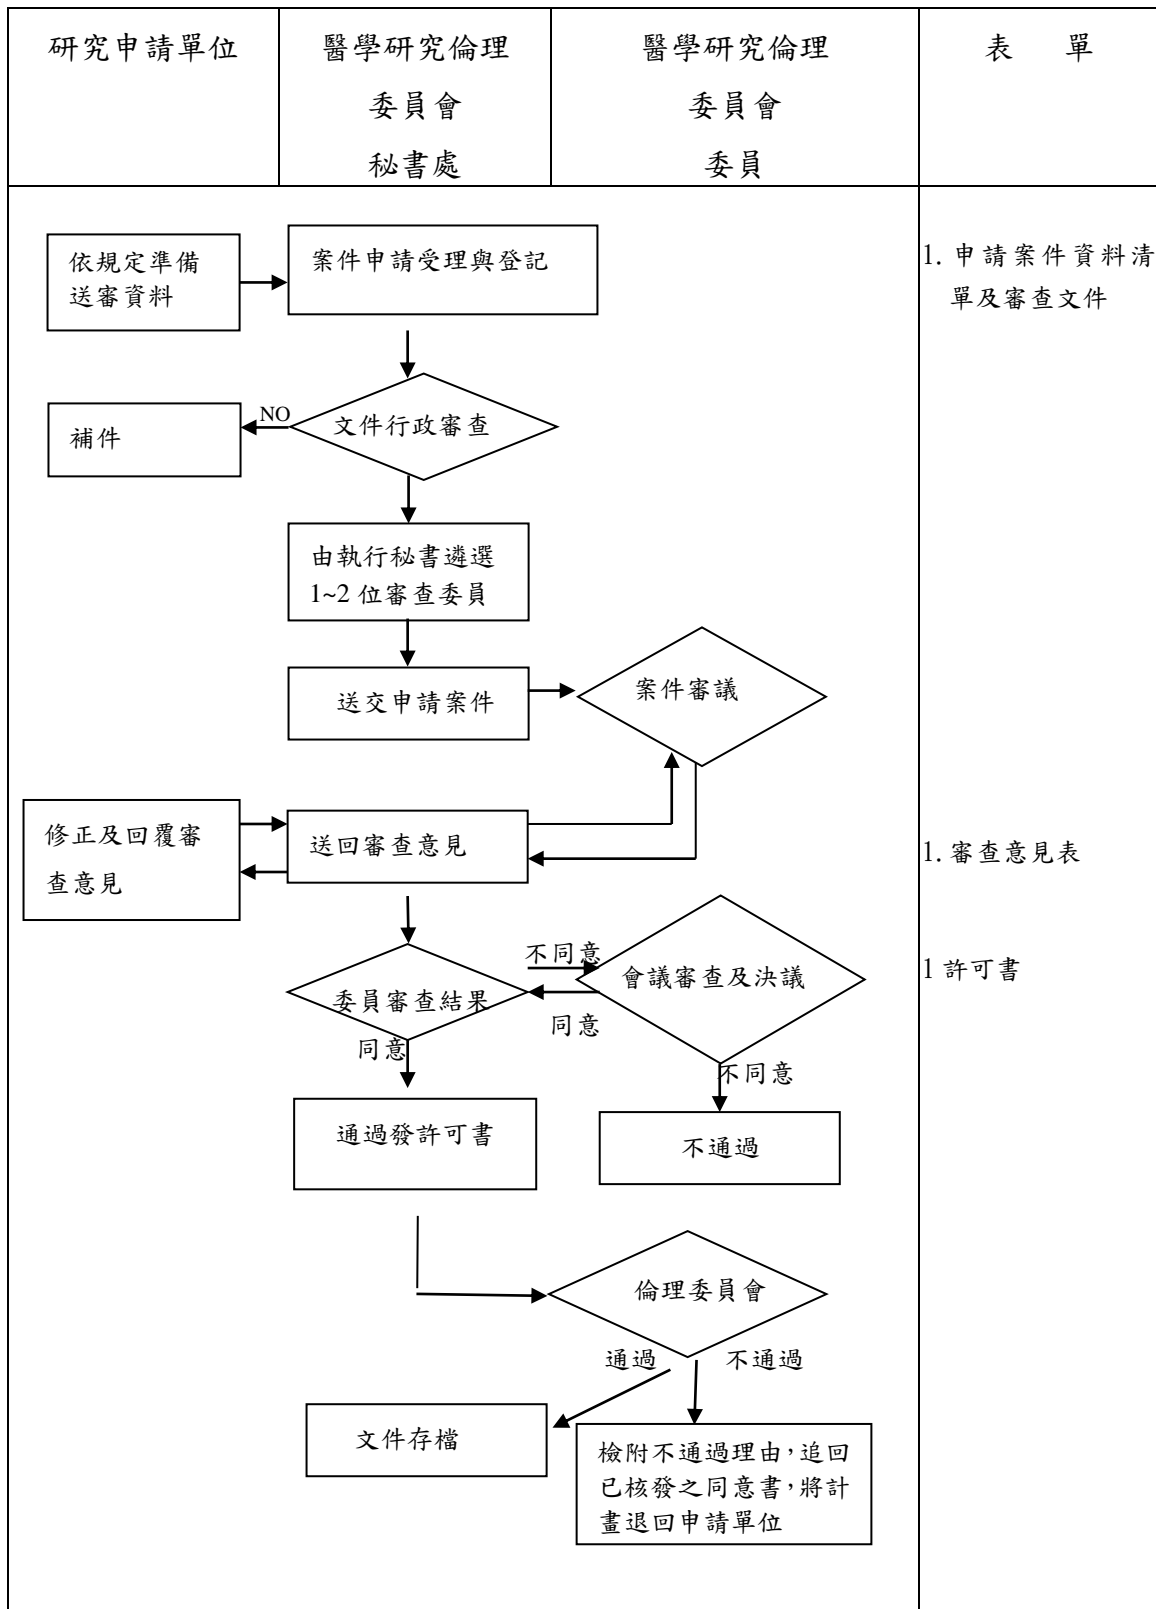 研究申請單位
醫學研究倫理
委員會
秘書處
醫學研究倫理
委員會
委員
表 單
依規定準備
送審資料
案件申請受理與登記
1. 申請案件資料清
單及審查文件
NO
補件
文件行政審查
由執行秘書遴選
1~2 位審查委員
送交申請案件
案件審議
修正及回覆審
查意見
送回審查意見
1. 審查意見表
不同意
會議審查及決議
1 許可書
委員審查結果
同意
同意
不同意
通過發許可書
不通過
倫理委員會
通過
不通過
文件存檔
檢附不通過理由，追回
已核發之同意書，將計
畫退回申請單位